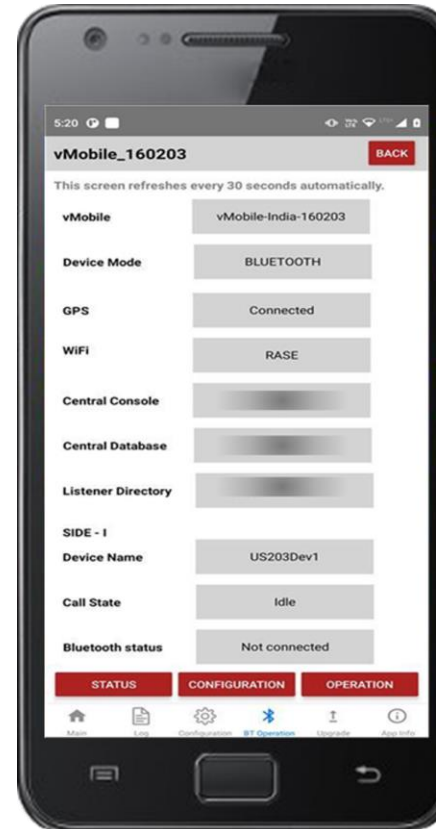 5:20
vMobile_160203 BACK
This screen refreshes every 30 seconds automatically.
vMobile vMobile-India-160203
Device Mode BLUETOOTH
GPS Connected
WiFi RASE
Central Console
Central Database
Listener Directory
SIDE - I
Device Name US203Dev1
Call State Idle
Bluetooth status Not connected
STATUS CONFIGURATION OPERATION
Main Log Configuration BT Operation Upgrade App Info